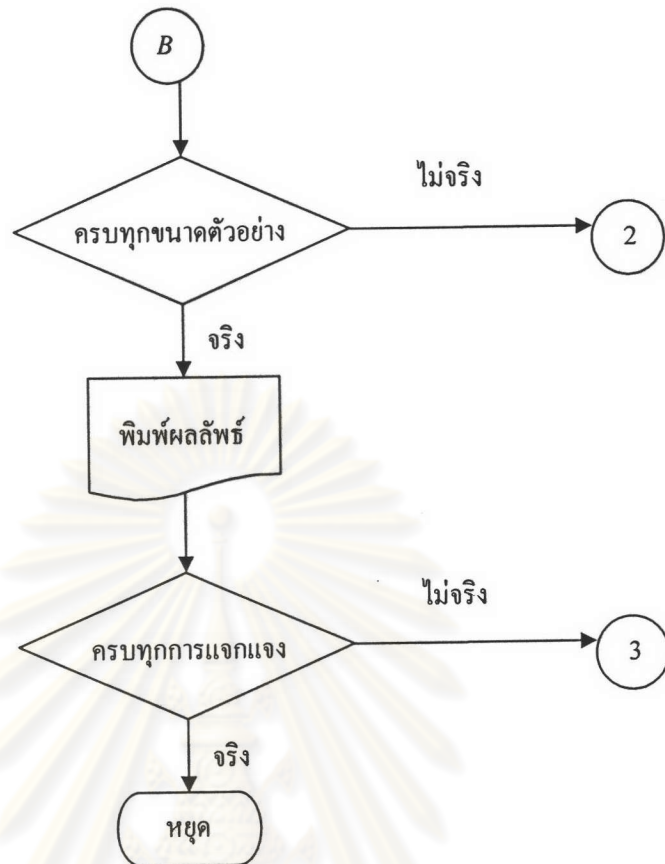 B
ไม่จริง
ครบทุกขนาดตัวอย่าง
2
จริง
พิมพ์ผลลัพธ์
ไม่จริง
ครบทุกการแจกแจง
3
จริง
หยุด